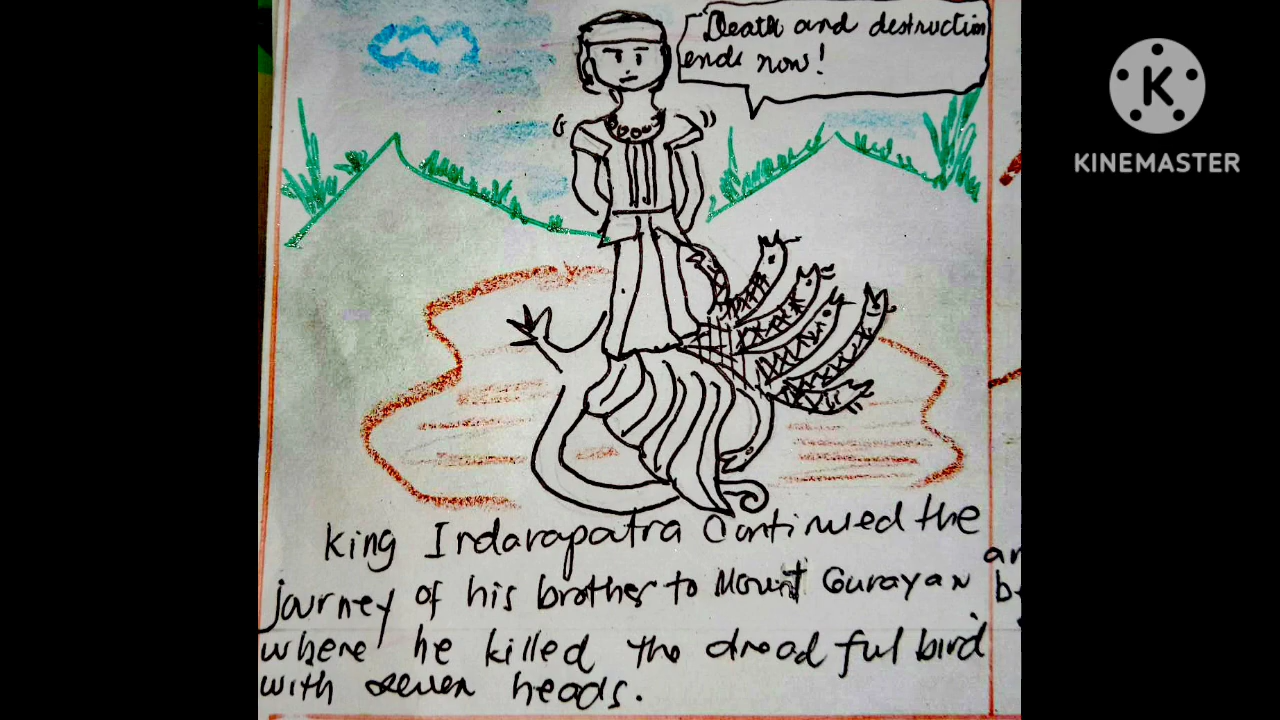 Death and destruction
ends now!
KINEMASTER
King Indarapatra Continued the
journey of his brother to Mount Gurayan
where he killed the dreadful bird
with seven heads.